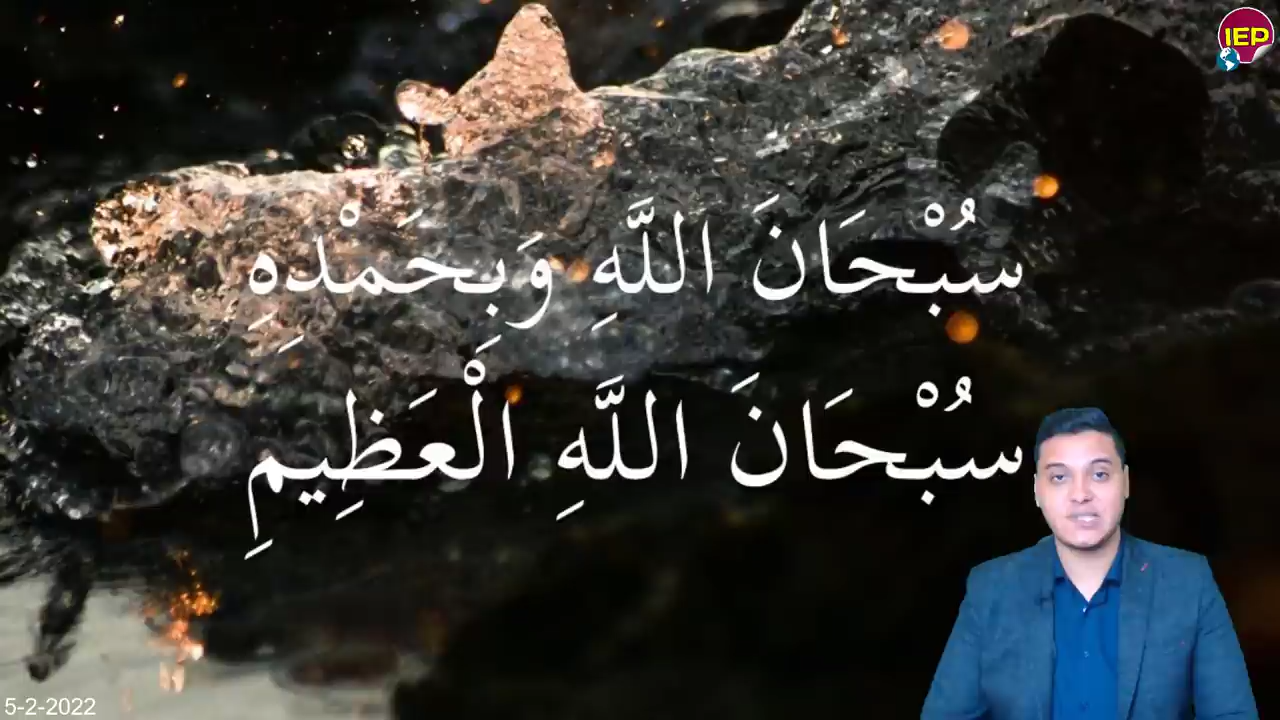 IEP
سُبْحَانَ اللَّهِ وَبِحَمْدِهِ
سُبْحَانَ اللَّهِ الْعَظِيمِ
5-2-2022